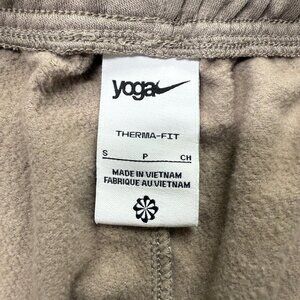 yoga
THERMA-FIT
S P CH
MADE IN VIETNAM
FABRIQUE AU VIETNAM